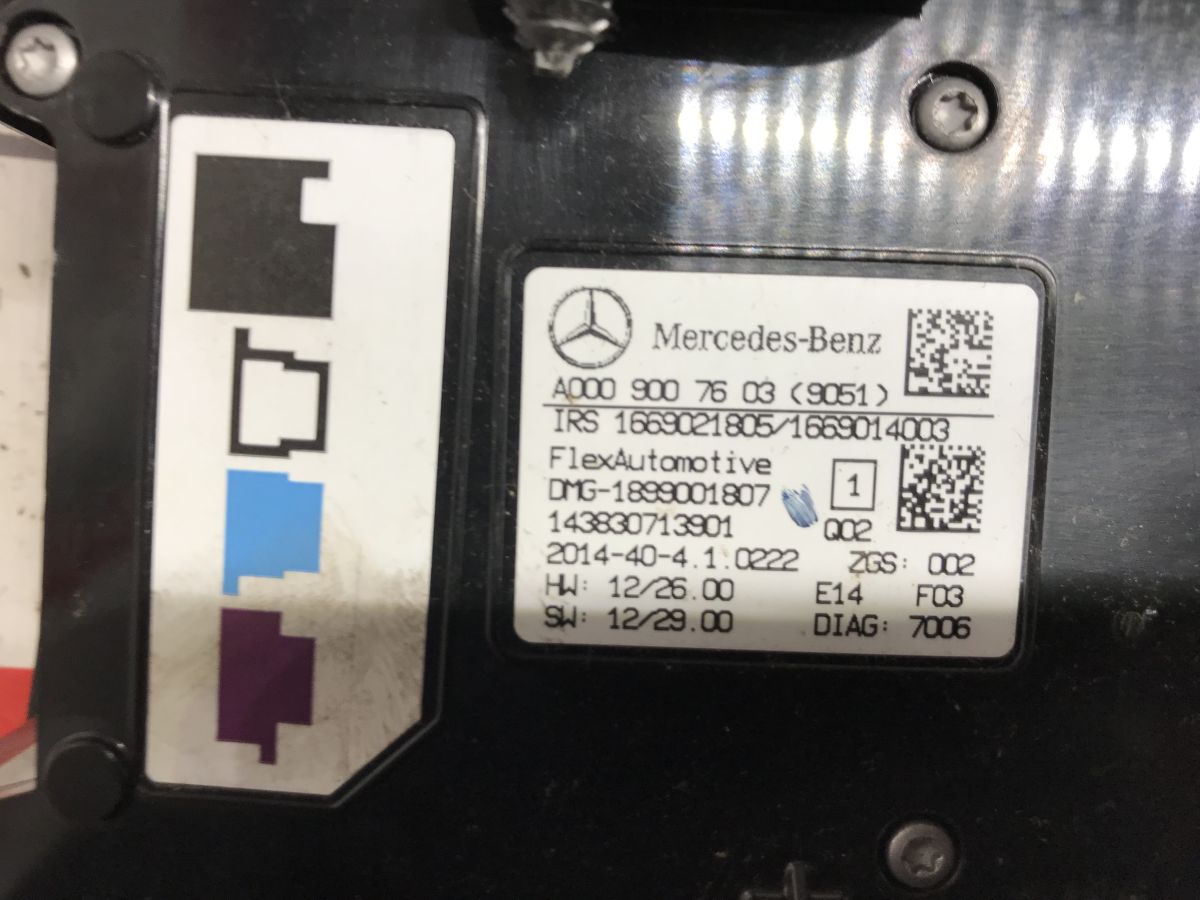 Mercedes-Benz
A000 900 76 03 (9051)
IRS 1669021805/1669014003
FlexAutomotive
DMG-1899001807
1
143830713901
Q02
2014-40-4.1.0222 ZGS: 002
HW: 12/26.00 E14 F03
SW: 12/29.00 DIAG: 7006